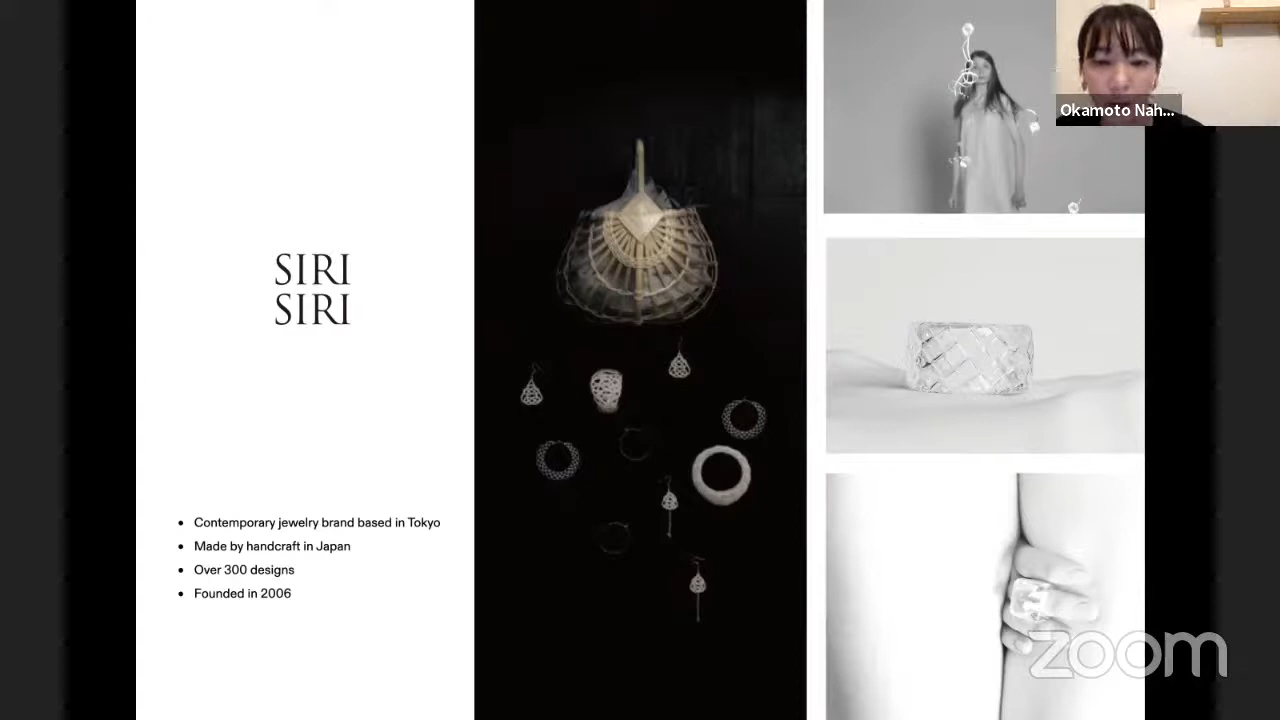 SIRI
SIRI
Contemporary jewelry brand based in Tokyo
Made by handcraft in Japan
Over 300 designs
Founded in 2006
Okamoto Nah...
zoom